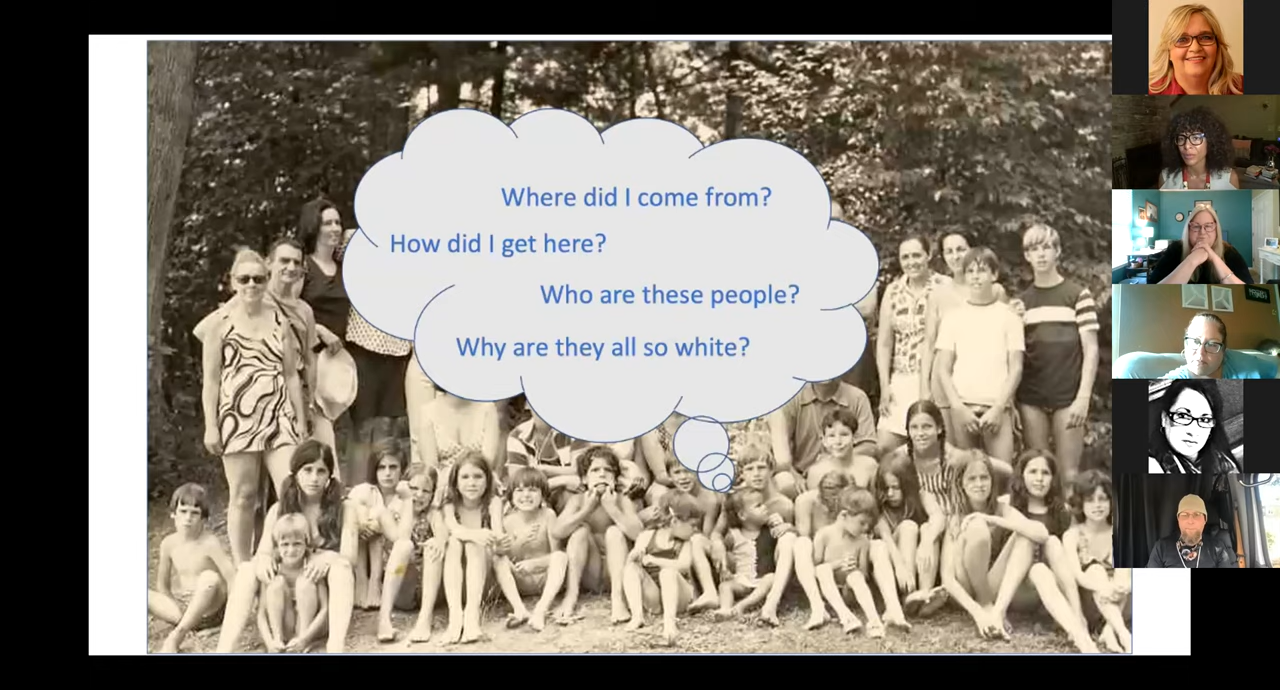 Where did I come from?
How did I get here?
Who are these people?
Why are they all so white?